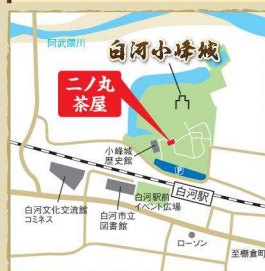 阿武隈川
白河小峰城
二ノ丸
茶屋
小峰城
歴史館
P
白河駅
白河文化交流館
コミネス
白河市立
図書館
白河駅前
イベント広場
ローソン
至棚倉町